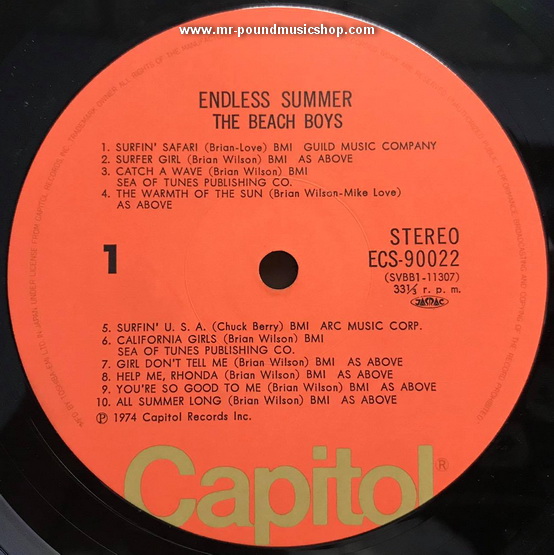 www.mr-poundmusicshop.com
ENDLESS SUMMER
THE BEACH BOYS
1. SURFIN' SAFARI (Brian-Love) BMI GUILD MUSIC COMPANY
2. SURFER GIRL (Brian Wilson) BMI AS ABOVE
3. CATCH A WAVE (Brian Wilson) BMI
SEA OF TUNES PUBLISHING CO.
4. THE WARMTH OF THE SUN (Brian Wilson-Mike Love)
AS ABOVE
1
STEREO
ECS-90022
(SVBB1-11307)
33⅓ r. p. m.
JASRAC
5. SURFIN' U. S. A. (Chuck Berry) BMI ARC MUSIC CORP.
6. CALIFORNIA GIRLS (Brian Wilson) BMI
SEA OF TUNES PUBLISHING CO.
7. GIRL DON'T TELL ME (Brian Wilson) BMI AS ABOVE
8. HELP ME, RHONDA (Brian Wilson) BMI AS ABOVE
9. YOU'RE SO GOOD TO ME (Brian Wilson) BMI AS ABOVE
10. ALL SUMMER LONG (Brian Wilson) BMI AS ABOVE
Ⓟ 1974 Capitol Records Inc.
Capitol®